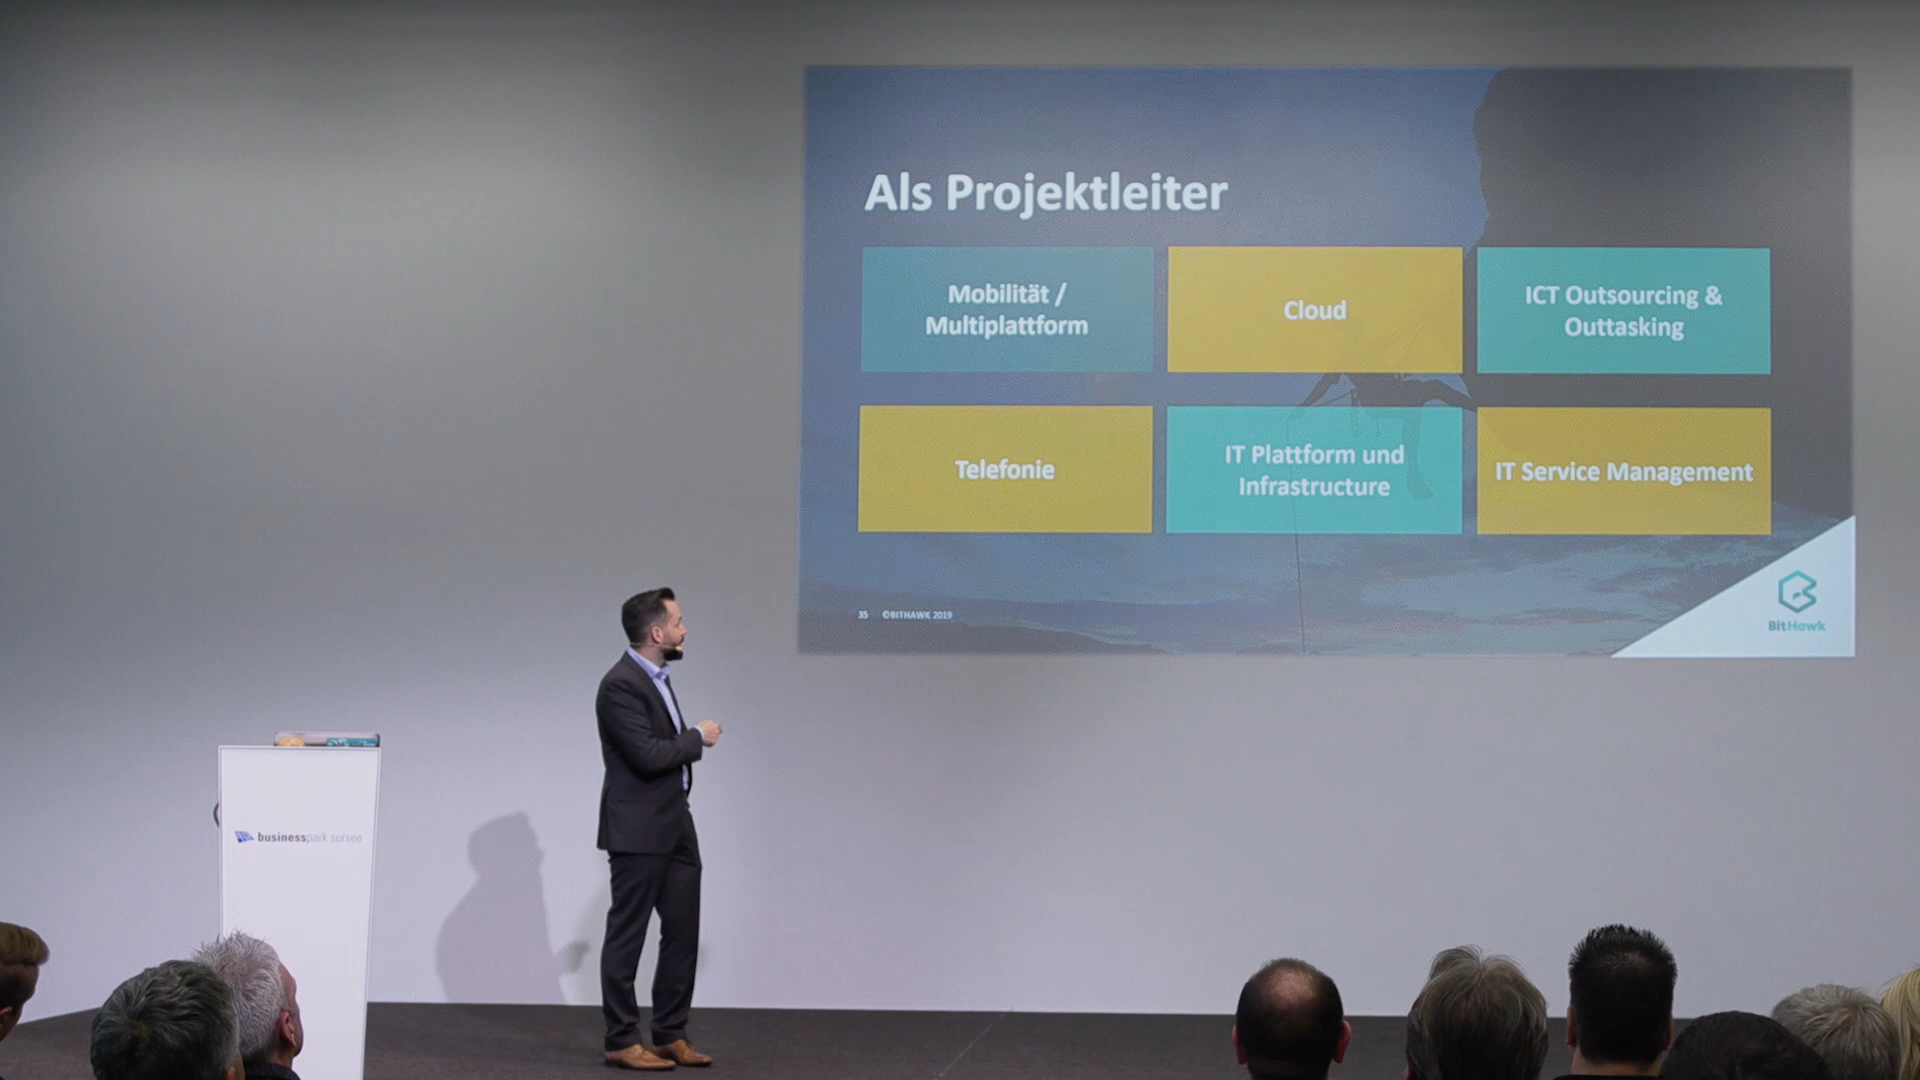 Als Projektleiter
Mobilität /
Multiplattform
Cloud
ICT Outsourcing &
Outtasking
Telefonie
IT Plattform und
Infrastructure
IT Service Management
35 ©BITHAWK 2019
BitHawk
businesspark sursee